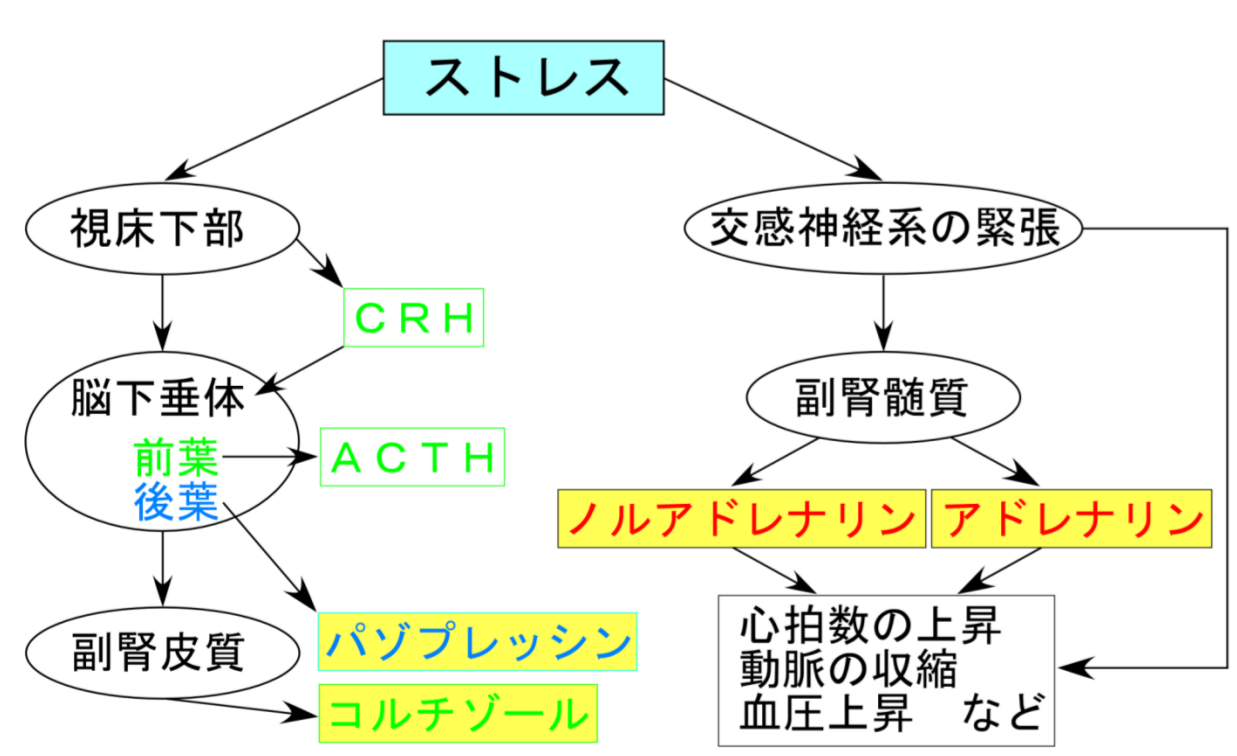 ストレス
視床下部
交感神経系の緊張
ＣＲＨ
脳下垂体
前葉
後葉
ＡＣＴＨ
副腎髄質
ノルアドレナリン
アドレナリン
副腎皮質
パゾプレッシン
コルチゾール
心拍数の上昇
動脈の収縮
血圧上昇　など